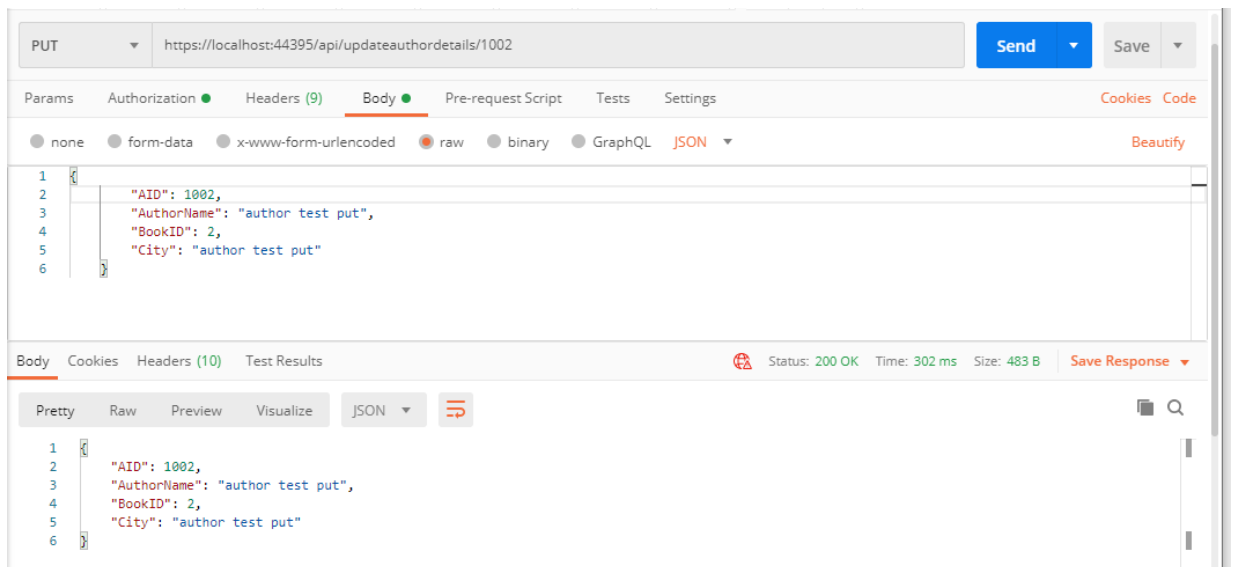 PUT https://localhost:44395/api/updateauthordetails/1002 Send Save
Params Authorization Headers (9) Body Pre-request Script Tests Settings Cookies Code
none form-data x-www-form-urlencoded raw binary GraphQL JSON Beautify
1 {
2 "AID": 1002,
3 "AuthorName": "author test put",
4 "BookID": 2,
5 "City": "author test put"
6 }
Body Cookies Headers (10) Test Results Status: 200 OK Time: 302 ms Size: 483 B Save Response
Pretty Raw Preview Visualize JSON
1 {
2 "AID": 1002,
3 "AuthorName": "author test put",
4 "BookID": 2,
5 "City": "author test put"
6 }